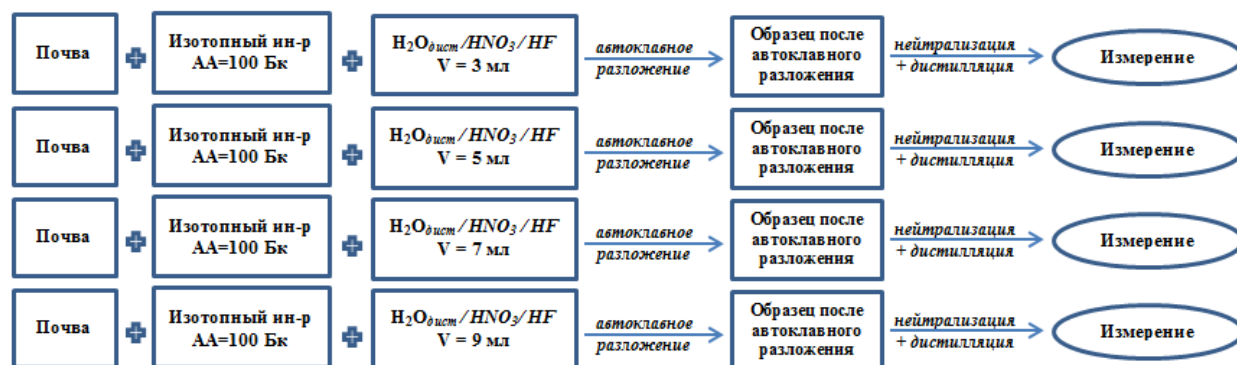 Почва
Изотопный ин-р
АА=100 Бк
H₂Oдист/HNO₃/HF
V = 3 мл
автоклавное
разложение
Образец после
автоклавного
разложения
нейтрализация
+ дистилляция
Измерение
Почва
Изотопный ин-р
АА=100 Бк
H₂Oдист/HNO₃/HF
V = 5 мл
автоклавное
разложение
Образец после
автоклавного
разложения
нейтрализация
+ дистилляция
Измерение
Почва
Изотопный ин-р
АА=100 Бк
H₂Oдист/HNO₃/HF
V = 7 мл
автоклавное
разложение
Образец после
автоклавного
разложения
нейтрализация
+ дистилляция
Измерение
Почва
Изотопный ин-р
АА=100 Бк
H₂Oдист/HNO₃/HF
V = 9 мл
автоклавное
разложение
Образец после
автоклавного
разложения
нейтрализация
+ дистилляция
Измерение